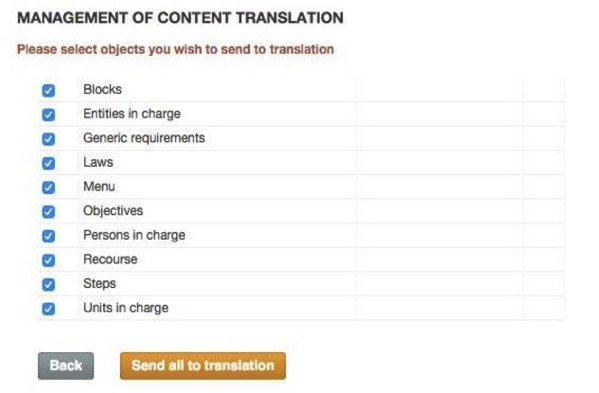 MANAGEMENT OF CONTENT TRANSLATION
Please select objects you wish to send to translation
Blocks
Entities in charge
Generic requirements
Laws
Menu
Objectives
Persons in charge
Recourse
Steps
Units in charge
Back
Send all to translation